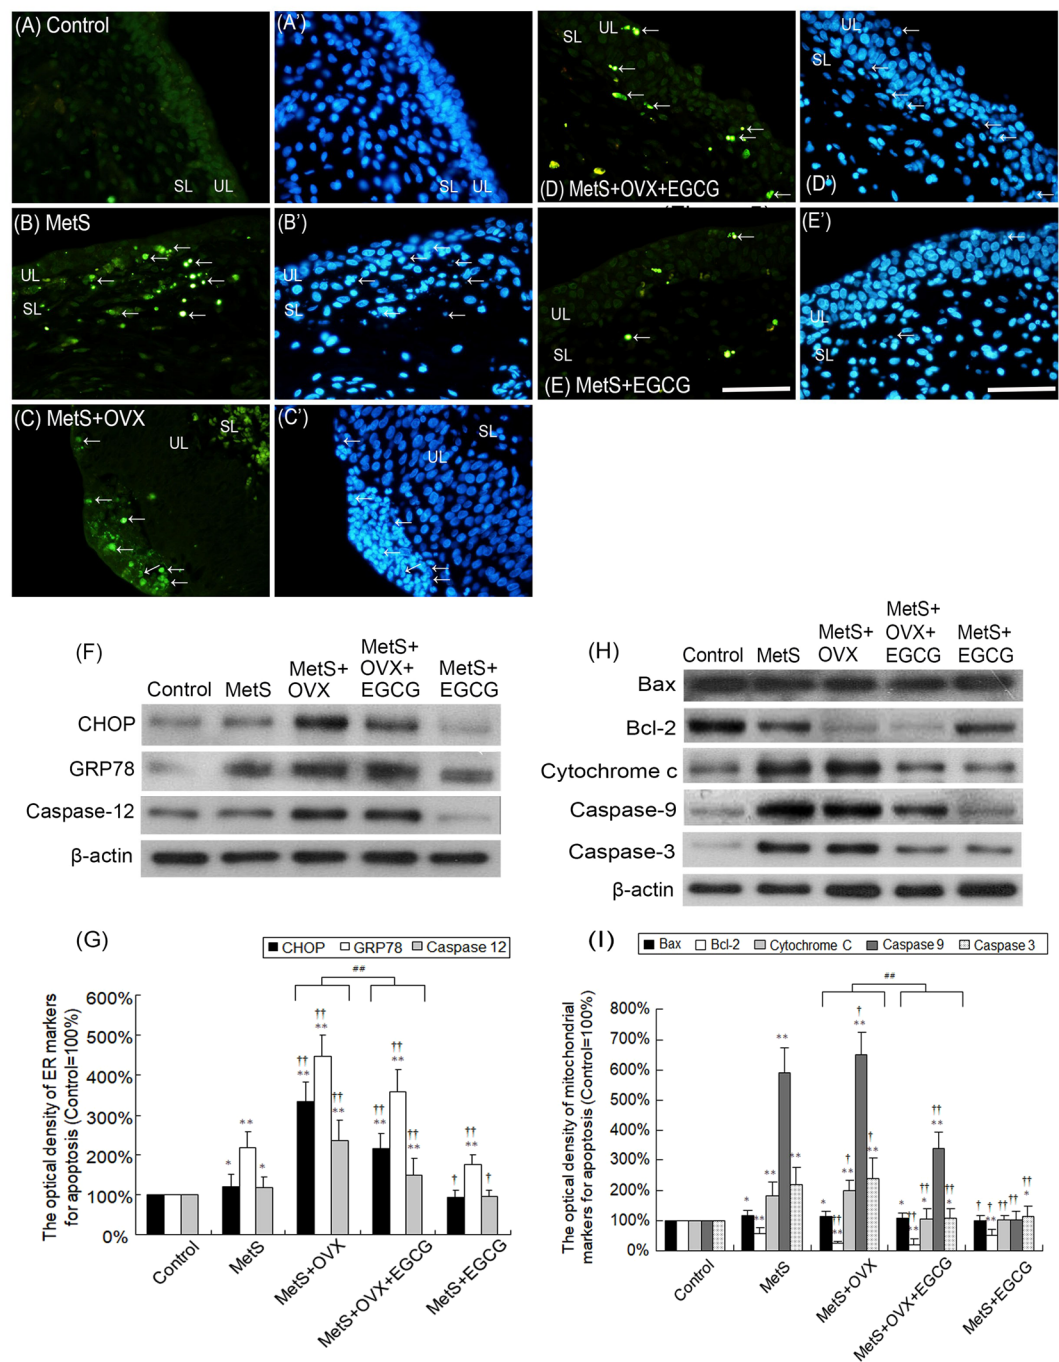 (A) Control
SL
UL
(A')
SL
UL
(D) MetS+OVX+EGCG
SL
UL
(D')
UL
SL
(B) MetS
UL
SL
(B')
UL
SL
(E) MetS+EGCG
UL
SL
(E')
UL
SL
(C) MetS+OVX
UL
SL
(C')
UL
SL
(F)
Control
MetS
MetS+
OVX
MetS+
OVX+
EGCG
MetS+
EGCG
CHOP
GRP78
Caspase-12
β-actin
(H)
Control
MetS
MetS+
OVX
MetS+
OVX+
EGCG
MetS+
EGCG
Bax
Bcl-2
Cytochrome c
Caspase-9
Caspase-3
β-actin
(G)
CHOP GRP78 Caspase 12
The optical density of ER markers
for apoptosis (Control=100%)
600%
500%
400%
300%
200%
100%
0%
* ** *
†† ** †† ** †† **
##
†† ** †† ** †† **
† †† ** †
Control
MetS
MetS+OVX
MetS+OVX+EGCG
MetS+EGCG
(I)
Bax Bcl-2 Cytochrome C Caspase 9 Caspase 3
The optical density of mitochondrial
markers for apoptosis (Control=100%)
800%
700%
600%
500%
400%
300%
200%
100%
0%
* ** ** ** **
* †† ** † ** † ** † **
##
* †† ** †† * †† ** †† *
† † ** †† †† †† *
Control
MetS
MetS+OVX
MetS+OVX+EGCG
MetS+EGCG